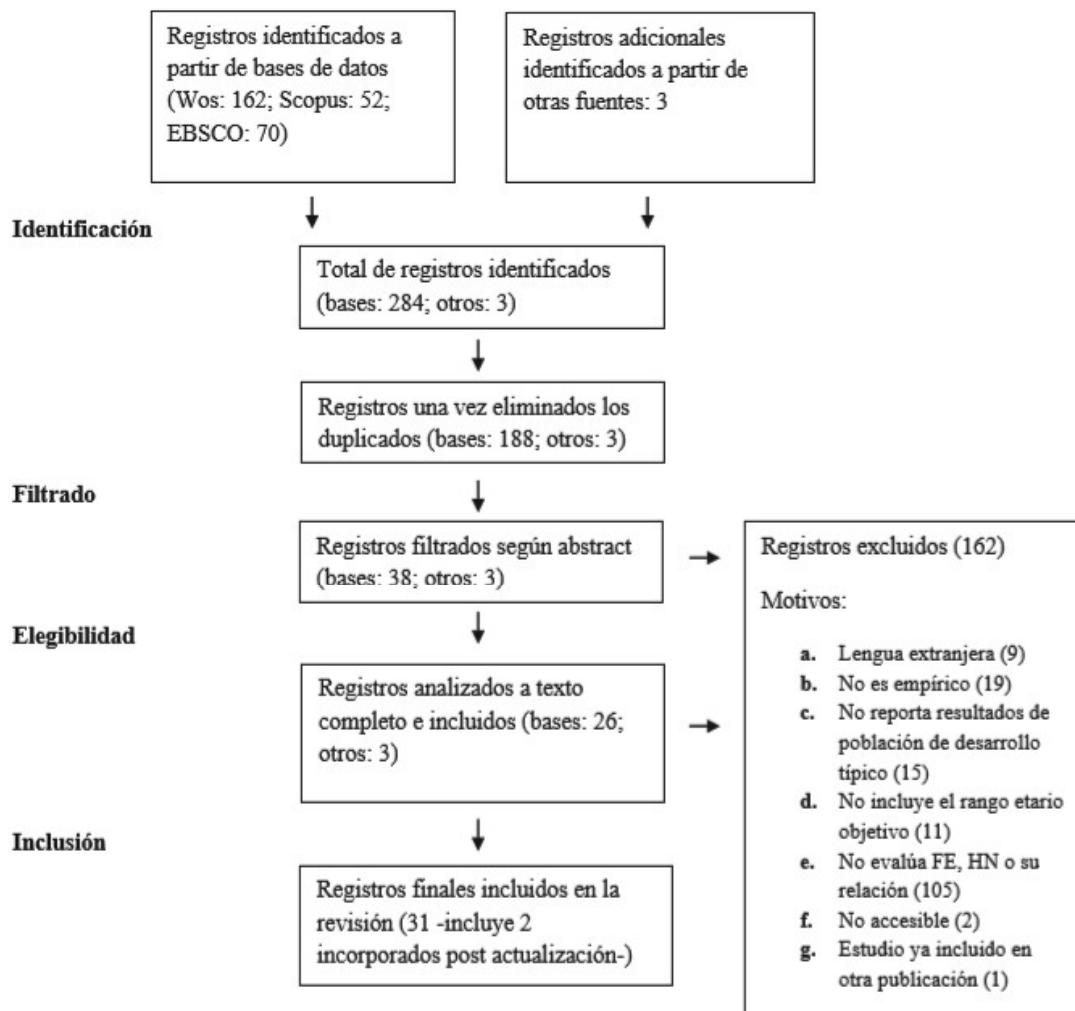 Registros identificados a
partir de bases de datos
(Wos: 162; Scopus: 52;
EBSCO: 70)
Registros adicionales
identificados a partir de
otras fuentes: 3
Identificación
Total de registros identificados
(bases: 284; otros: 3)
Registros una vez eliminados los
duplicados (bases: 188; otros: 3)
Filtrado
Registros filtrados según abstract
(bases: 38; otros: 3)
Elegibilidad
Registros analizados a texto
completo e incluidos (bases: 26;
otros: 3)
Inclusión
Registros finales incluidos en la
revisión (31 -incluye 2
incorporados post actualización-)
Registros excluidos (162)
Motivos:
a. Lengua extranjera (9)
b. No es empírico (19)
c. No reporta resultados de
población de desarrollo
típico (15)
d. No incluye el rango etario
objetivo (11)
e. No evalúa FE, HN o su
relación (105)
f. No accesible (2)
g. Estudio ya incluido en
otra publicación (1)